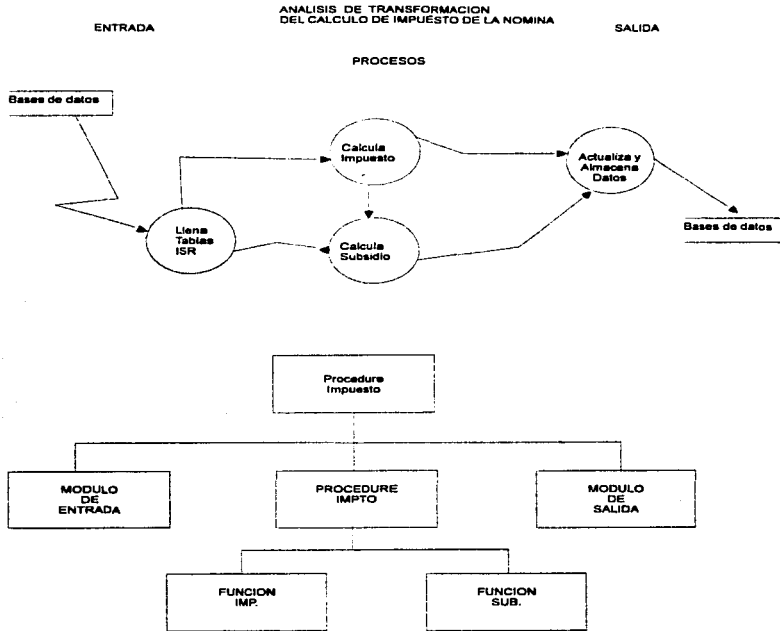 ANALISIS DE TRANSFORMACION
DEL CALCULO DE IMPUESTO DE LA NOMINA
ENTRADA
SALIDA
PROCESOS
Bases de datos
Calcula
Impuesto
Actualiza y
Almacena
Datos
Llena
Tablas
ISR
Calcula
Subsidio
Bases de datos
Procedure
Impuesto
MODULO
DE
ENTRADA
PROCEDURE
IMPTO
MODULO
DE
SALIDA
FUNCION
IMP.
FUNCION
SUB.